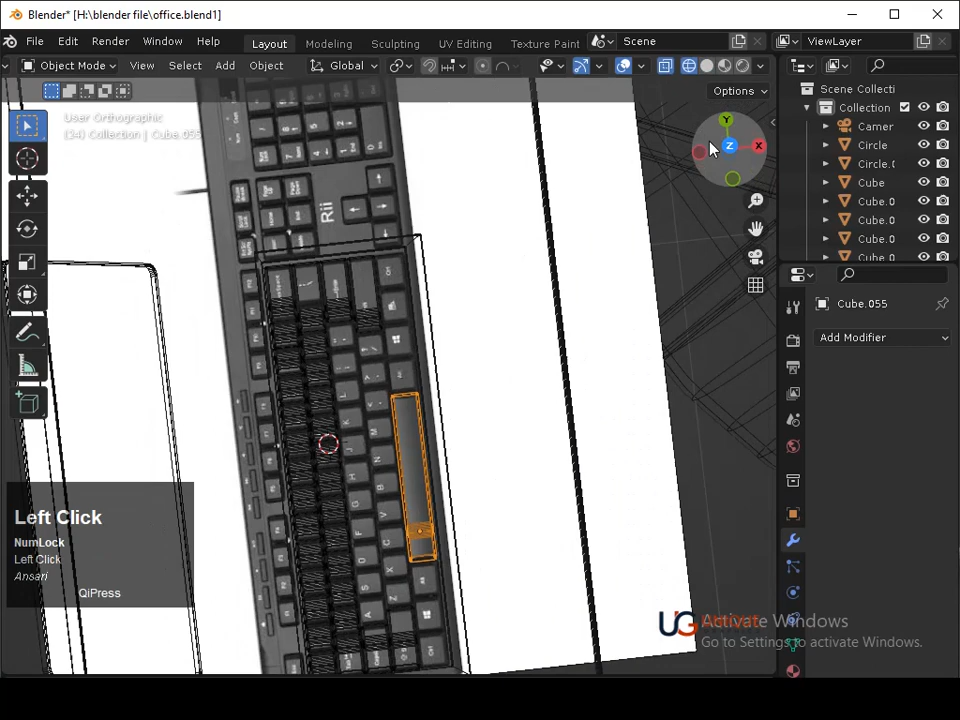 Blender* [H:\blender file\office.blend1]
File Edit Render Window Help Layout Modeling Sculpting UV Editing Texture Paint Scene ViewLayer
Object Mode View Select Add Object Global
Options
User Orthographic
(34) Collection | Cube.055
Scene Collecti
Collection
Camer
Circle
Circle.(
Cube
Cube.0
Cube.0
Cube.0
Cube 0
Y
Z
X
Rii
Cube.055
Add Modifier
Left Click
NumLock
Left Click
Ansari
QiPress
UG
Activate Windows
Go to Settings to activate Windows.